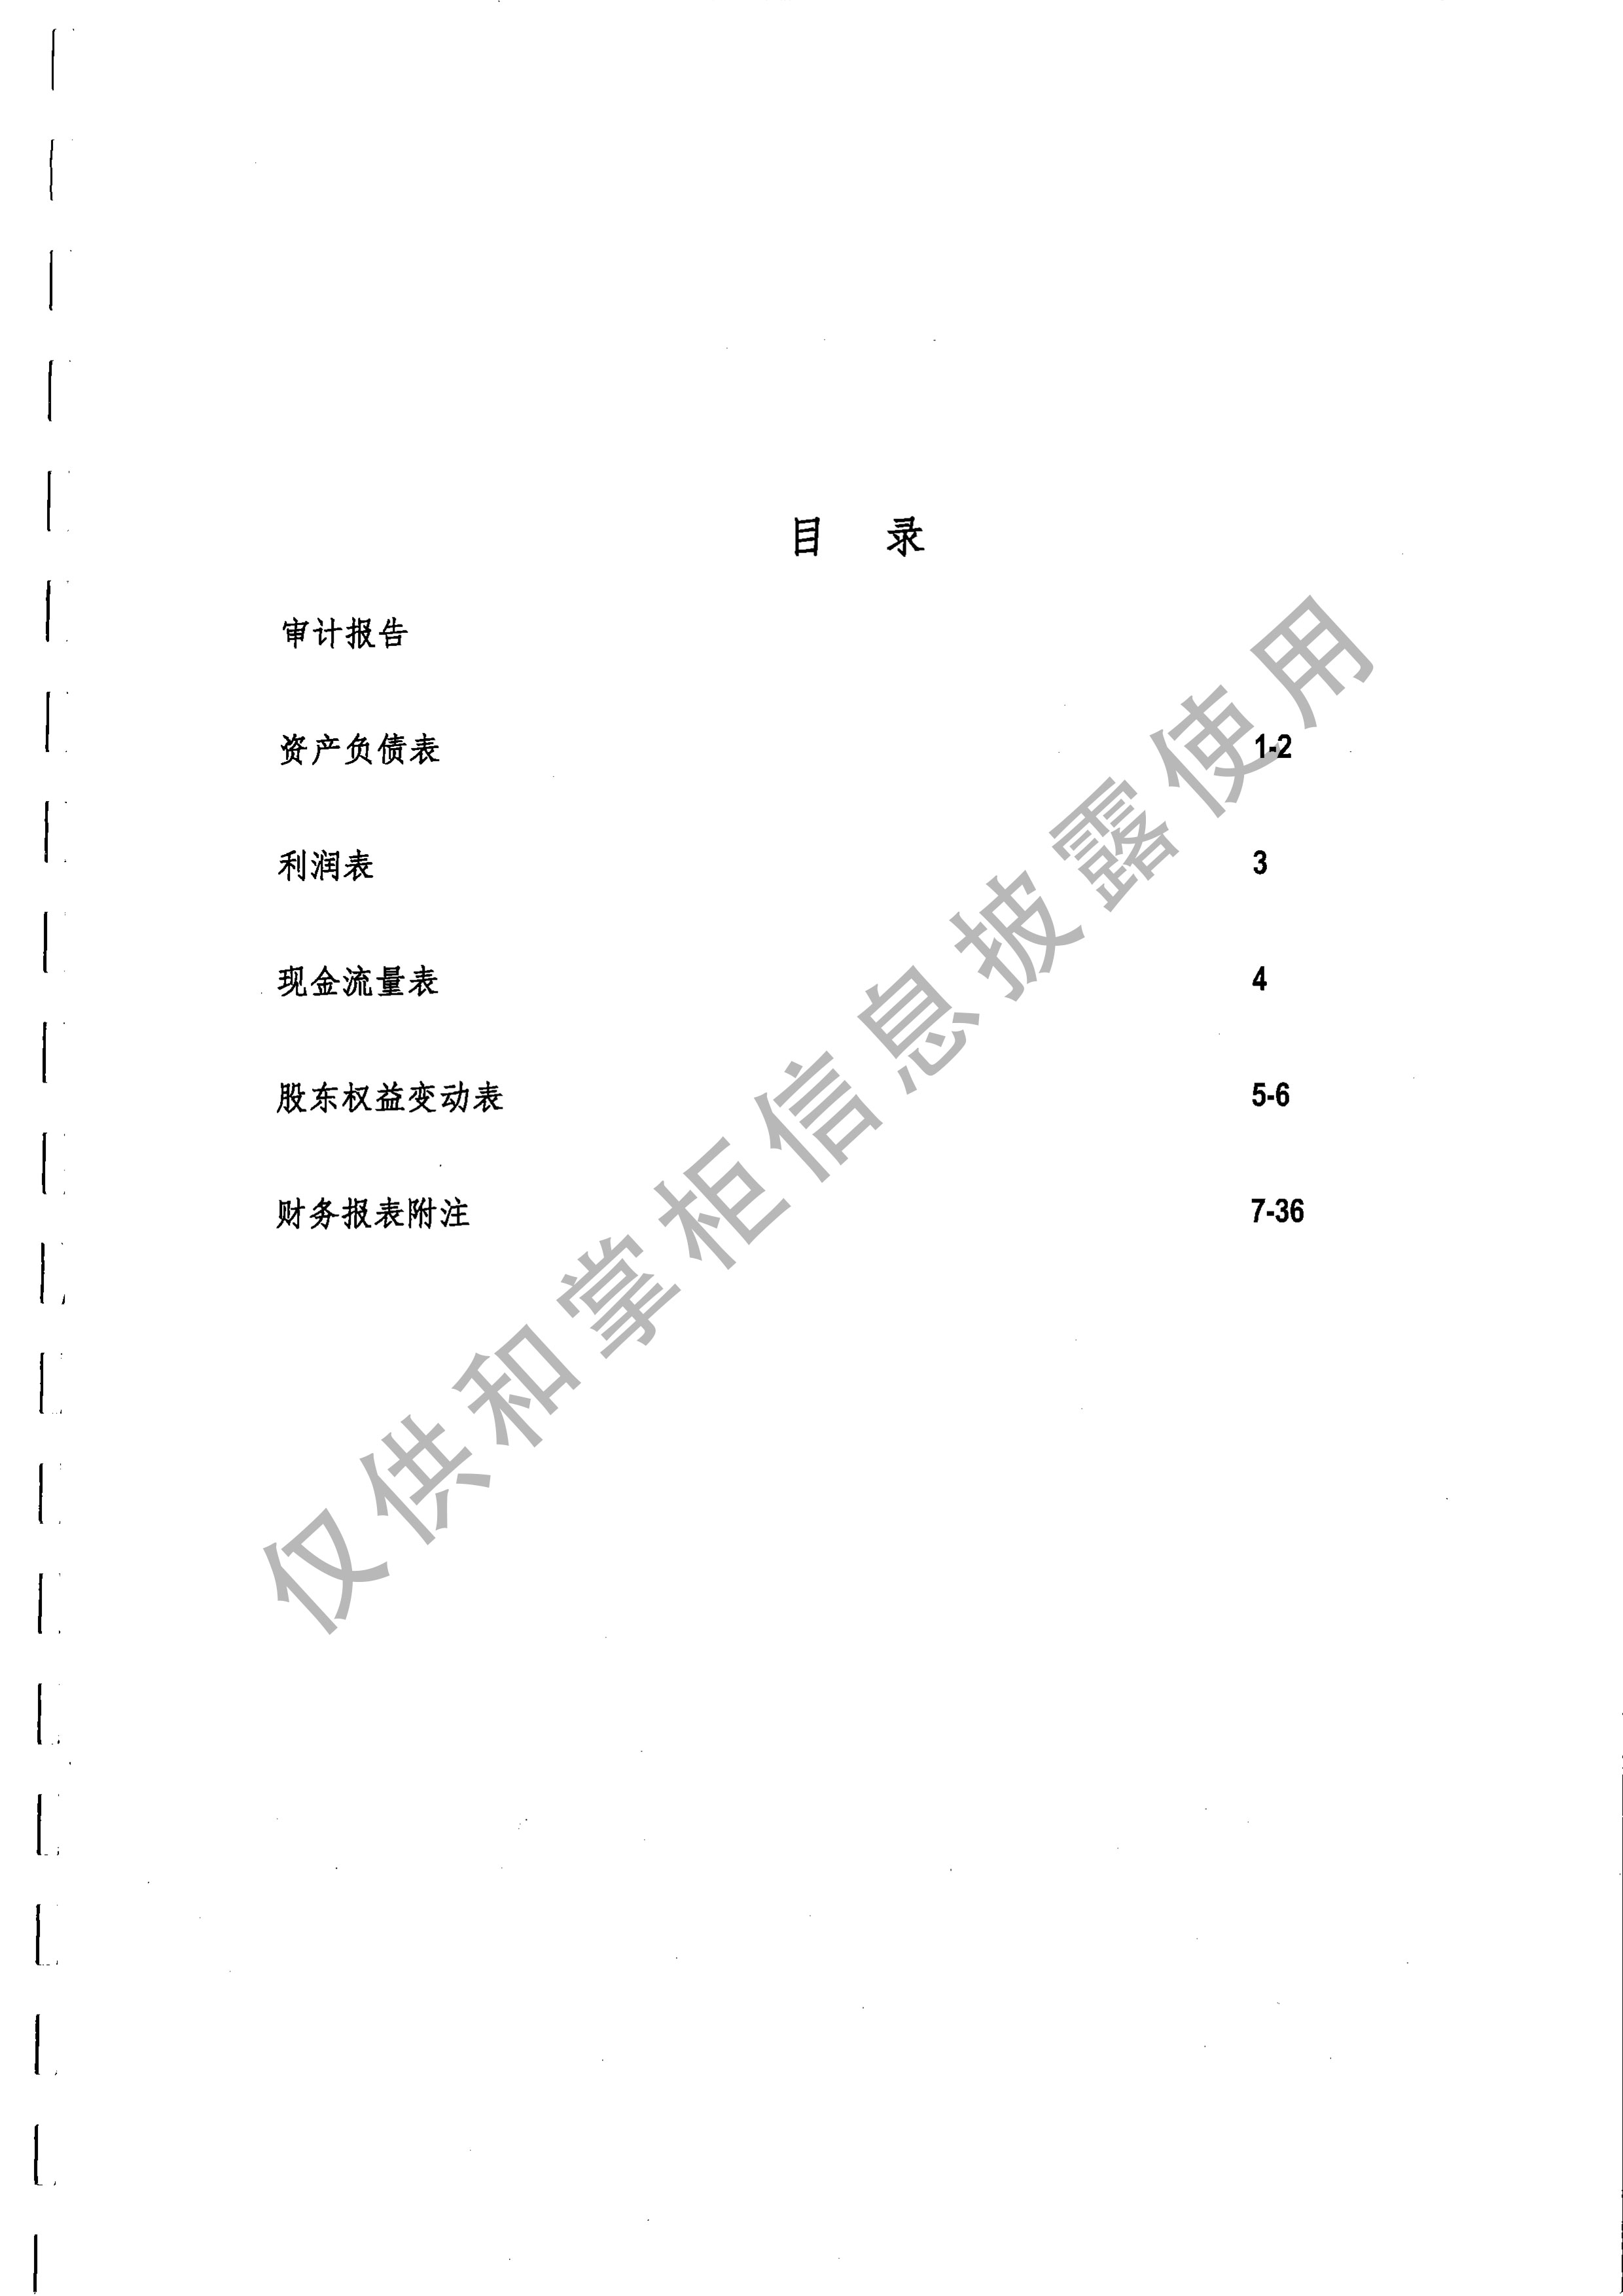 目 录
审计报告
资产负债表 1-2
利润表 3
现金流量表 4
股东权益变动表 5-6
财务报表附注 7-36
仅供和掌柜信息披露使用